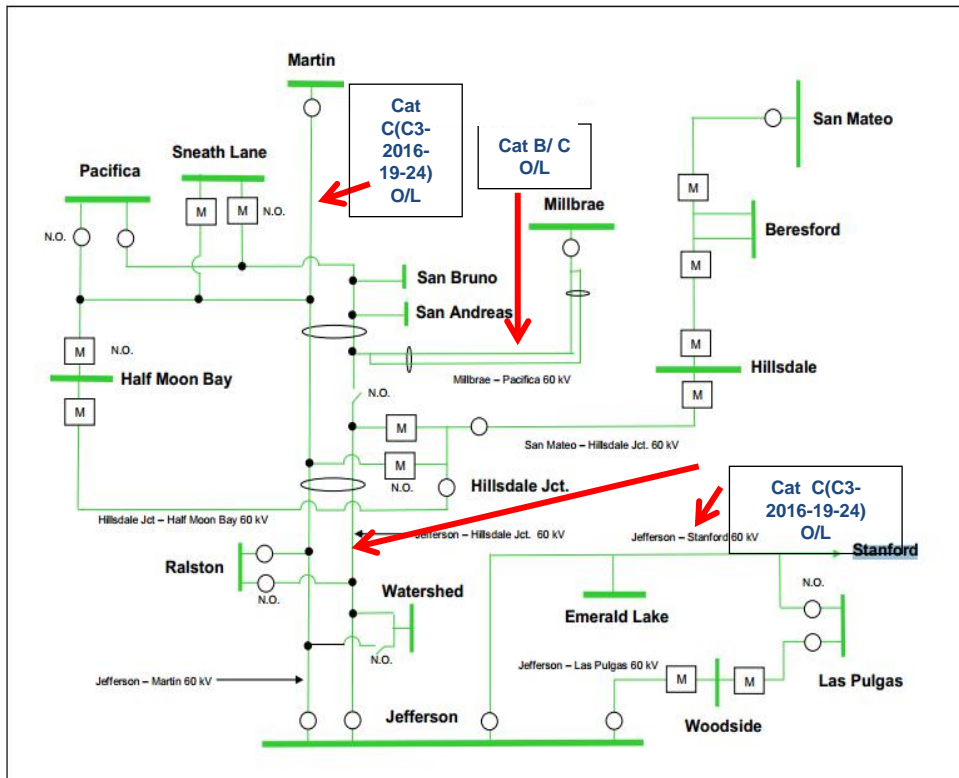 Martin
Cat
C(C3-
2016-
19-24)
O/L
San Mateo
Cat B/ C
O/L
Sneath Lane
Pacifica
M
M
N.O.
M
Millbrae
N.O.
Beresford
M
San Bruno
San Andreas
M
N.O.
M
Half Moon Bay
Millbrae – Pacifica 60 kV
Hillsdale
N.O.
M
M
M
San Mateo – Hillsdale Jct. 60 kV
M
N.O.
Hillsdale Jct.
Cat C(C3-
2016-19-24)
O/L
Hillsdale Jct – Half Moon Bay 60 kV
Jefferson – Hillsdale Jct. 60 kV
Jefferson – Stanford 60 kV
Stanford
Ralston
N.O.
Watershed
N.O.
Emerald Lake
N.O.
Jefferson – Las Pulgas 60 kV
Jefferson – Martin 60 kV
M
M
Las Pulgas
Woodside
Jefferson